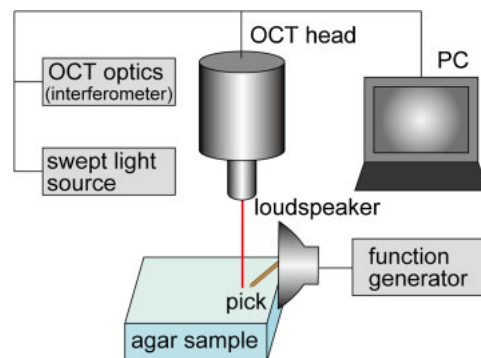 OCT head
PC
OCT optics
(interferometer)
swept light
source
loudspeaker
function
generator
pick
agar sample